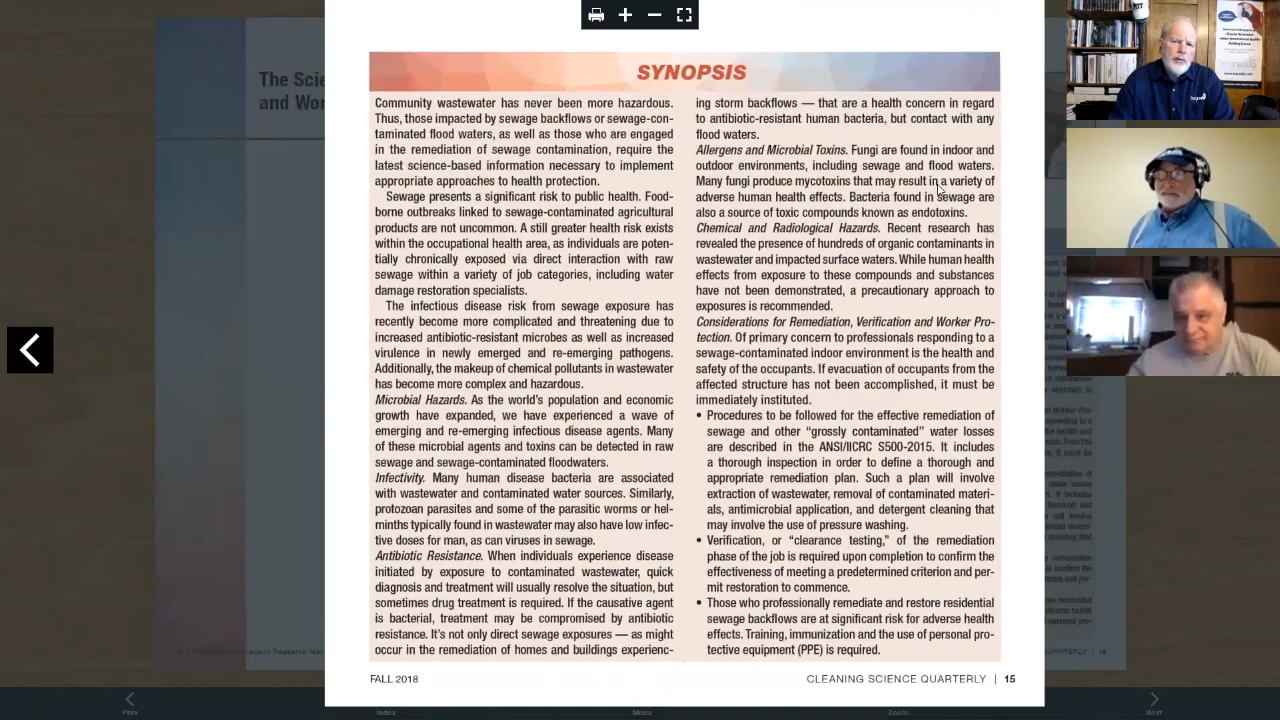 SYNOPSIS
Community wastewater has never been more hazardous.
Thus, those impacted by sewage backflows or sewage-con-
taminated flood waters, as well as those who are engaged
in the remediation of sewage contamination, require the
latest science-based information necessary to implement
appropriate approaches to health protection.
Sewage presents a significant risk to public health. Food-
borne outbreaks linked to sewage-contaminated agricultural
products are not uncommon. A still greater health risk exists
within the occupational health area, as individuals are poten-
tially chronically exposed via direct interaction with raw
sewage within a variety of job categories, including water
damage restoration specialists.
The infectious disease risk from sewage exposure has
recently become more complicated and threatening due to
increased antibiotic-resistant microbes as well as increased
virulence in newly emerged and re-emerging pathogens.
Additionally, the makeup of chemical pollutants in wastewater
has become more complex and hazardous.
Microbial Hazards. As the world's population and economic
growth have expanded, we have experienced a wave of
emerging and re-emerging infectious disease agents. Many
of these microbial agents and toxins can be detected in raw
sewage and sewage-contaminated floodwaters.
Infectivity. Many human disease bacteria are associated
with wastewater and contaminated water sources. Similarly,
protozoan parasites and some of the parasitic worms or hel-
minths typically found in wastewater may also have low infec-
tive doses for man, as can viruses in sewage.
Antibiotic Resistance. When individuals experience disease
initiated by exposure to contaminated wastewater, quick
diagnosis and treatment will usually resolve the situation, but
sometimes drug treatment is required. If the causative agent
is bacterial, treatment may be compromised by antibiotic
resistance. It's not only direct sewage exposures — as might
occur in the remediation of homes and buildings experienc-
ing storm backflows — that are a health concern in regard
to antibiotic-resistant human bacteria, but contact with any
flood waters.
Allergens and Microbial Toxins. Fungi are found in indoor and
outdoor environments, including sewage and flood waters.
Many fungi produce mycotoxins that may result in a variety of
adverse human health effects. Bacteria found in sewage are
also a source of toxic compounds known as endotoxins.
Chemical and Radiological Hazards. Recent research has
revealed the presence of hundreds of organic contaminants in
wastewater and impacted surface waters. While human health
effects from exposure to these compounds and substances
have not been demonstrated, a precautionary approach to
exposures is recommended.
Considerations for Remediation, Verification and Worker Pro-
tection. Of primary concern to professionals responding to a
sewage-contaminated indoor environment is the health and
safety of the occupants. If evacuation of occupants from the
affected structure has not been accomplished, it must be
immediately instituted.
• Procedures to be followed for the effective remediation of
sewage and other “grossly contaminated” water losses
are described in the ANSI/IICRC S500-2015. It includes
a thorough inspection in order to define a thorough and
appropriate remediation plan. Such a plan will involve
extraction of wastewater, removal of contaminated materi-
als, antimicrobial application, and detergent cleaning that
may involve the use of pressure washing.
• Verification, or “clearance testing,” of the remediation
phase of the job is required upon completion to confirm the
effectiveness of meeting a predetermined criterion and per-
mit restoration to commence.
• Those who professionally remediate and restore residential
sewage backflows are at significant risk for adverse health
effects. Training, immunization and the use of personal pro-
tective equipment (PPE) is required.
FALL 2018
CLEANING SCIENCE QUARTERLY | 15
The Scie
and Wor
Prev
Index
Menu
Zoom
Next